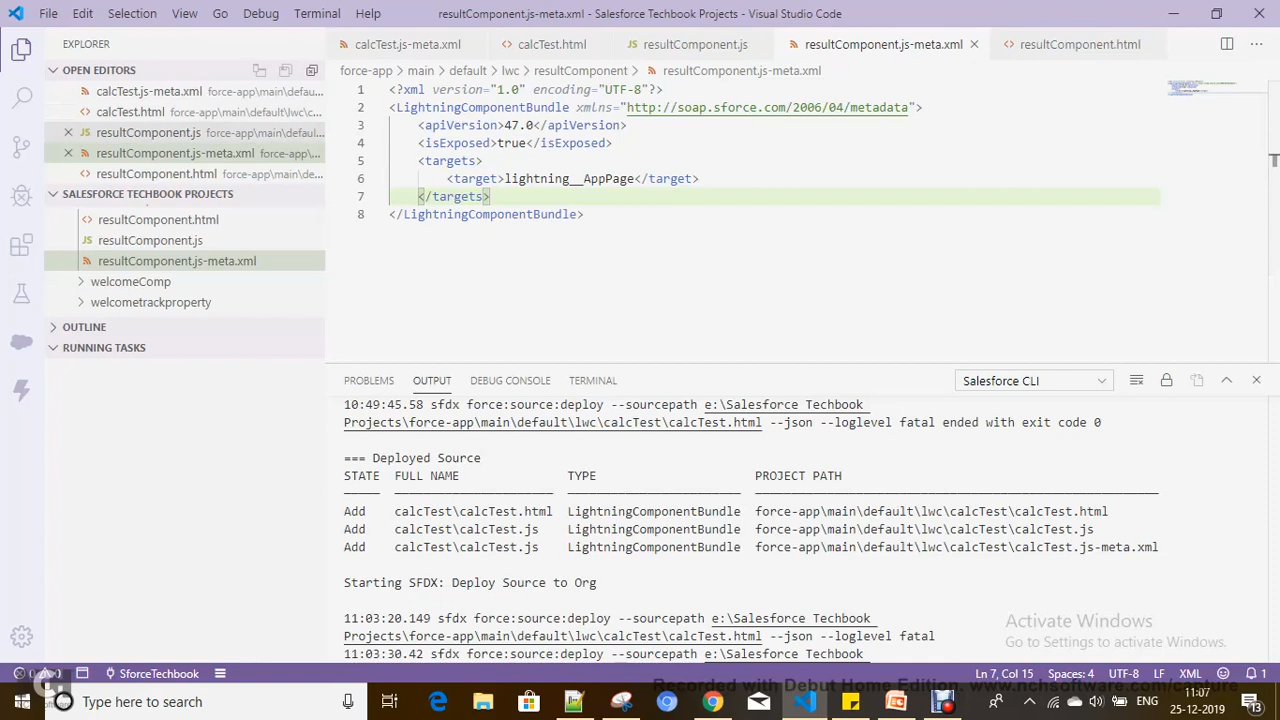 File Edit Selection View Go Debug Terminal Help
resultComponent.js-meta.xml - Salesforce Techbook Projects - Visual Studio Code
EXPLORER
calcTest.js-meta.xml
calcTest.html
resultComponent.js
resultComponent.js-meta.xml
resultComponent.html
OPEN EDITORS
calcTest.js-meta.xml force-app\main\defau...
calcTest.html force-app\main\default\lwc\c...
resultComponent.js force-app\main\default...
resultComponent.js-meta.xml force-app\...
resultComponent.html force-app\main\de...
SALESFORCE TECHBOOK PROJECTS
resultComponent.html
resultComponent.js
resultComponent.js-meta.xml
welcomeComp
welcometrackproperty
OUTLINE
RUNNING TASKS
force-app > main > default > lwc > resultComponent > resultComponent.js-meta.xml
1 <?xml version="1.0" encoding="UTF-8"?>
2 <LightningComponentBundle xmlns="http://soap.sforce.com/2006/04/metadata">
3 <apiVersion>47.0</apiVersion>
4 <isExposed>true</isExposed>
5 <targets>
6 <target>lightning__AppPage</target>
7 </targets>
8 </LightningComponentBundle>
PROBLEMS OUTPUT DEBUG CONSOLE TERMINAL
Salesforce CLI
10:49:45.58 sfdx force:source:deploy --sourcepath e:\Salesforce Techbook
Projects\force-app\main\default\lwc\calcTest\calcTest.html --json --loglevel fatal ended with exit code 0
=== Deployed Source
STATE FULL NAME TYPE PROJECT PATH
Add calcTest\calcTest.html LightningComponentBundle force-app\main\default\lwc\calcTest\calcTest.html
Add calcTest\calcTest.js LightningComponentBundle force-app\main\default\lwc\calcTest\calcTest.js
Add calcTest\calcTest.js LightningComponentBundle force-app\main\default\lwc\calcTest\calcTest.js-meta.xml
Starting SFDX: Deploy Source to Org
11:03:20.149 sfdx force:source:deploy --sourcepath e:\Salesforce Techbook
Projects\force-app\main\default\lwc\calcTest\calcTest.html --json --loglevel fatal
11:03:30.42 sfdx force:source:deploy --sourcepath e:\Salesforce Techbook
Activate Windows
Go to Settings to activate Windows.
SforceTechbook
Ln 7, Col 15 Spaces: 4 UTF-8 LF XML 1
Recorded with Debut Home Edition. www.nchsoftware.com/capture
Type here to search
11:07
25-12-2019
13